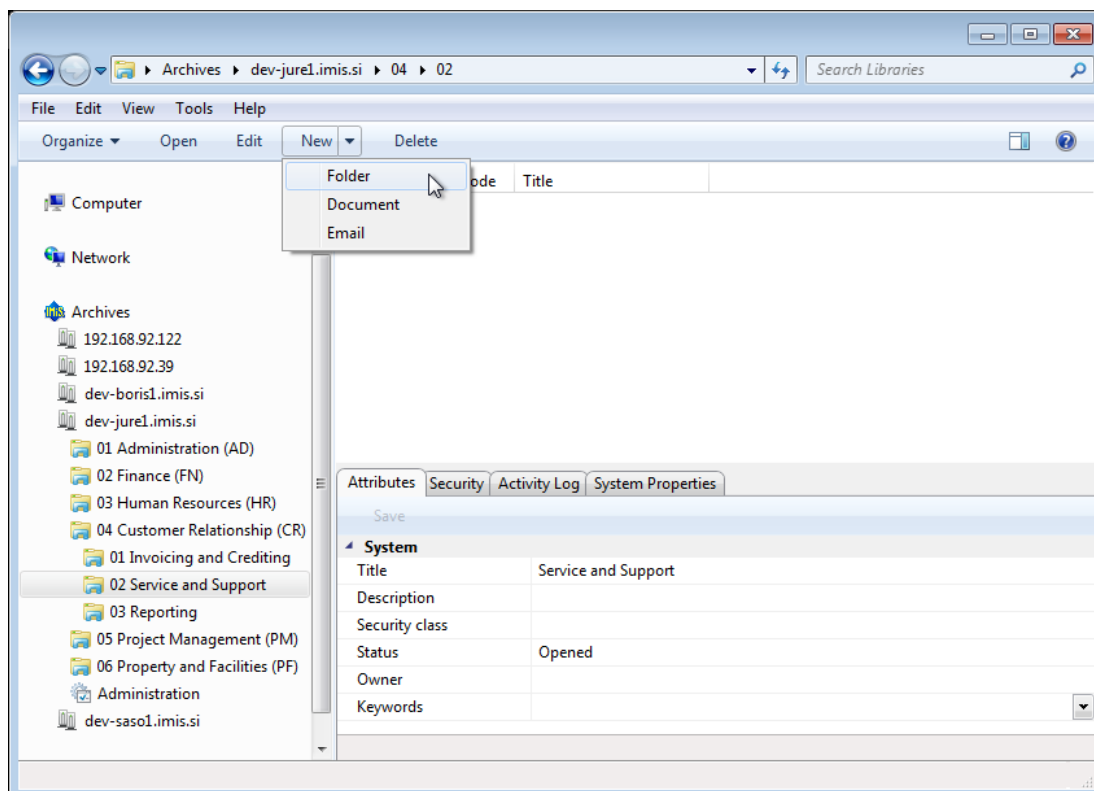 Archives dev-jure1.imis.si 04 02
Search Libraries
File Edit View Tools Help
Organize Open Edit New Delete
Folder
Document
Email
ode Title
Computer
Network
Archives
192.168.92.122
192.168.92.39
dev-boris1.imis.si
dev-jure1.imis.si
01 Administration (AD)
02 Finance (FN)
03 Human Resources (HR)
04 Customer Relationship (CR)
01 Invoicing and Crediting
02 Service and Support
03 Reporting
05 Project Management (PM)
06 Property and Facilities (PF)
Administration
dev-saso1.imis.si
Attributes Security Activity Log System Properties
Save
System
Title Service and Support
Description
Security class
Status Opened
Owner
Keywords